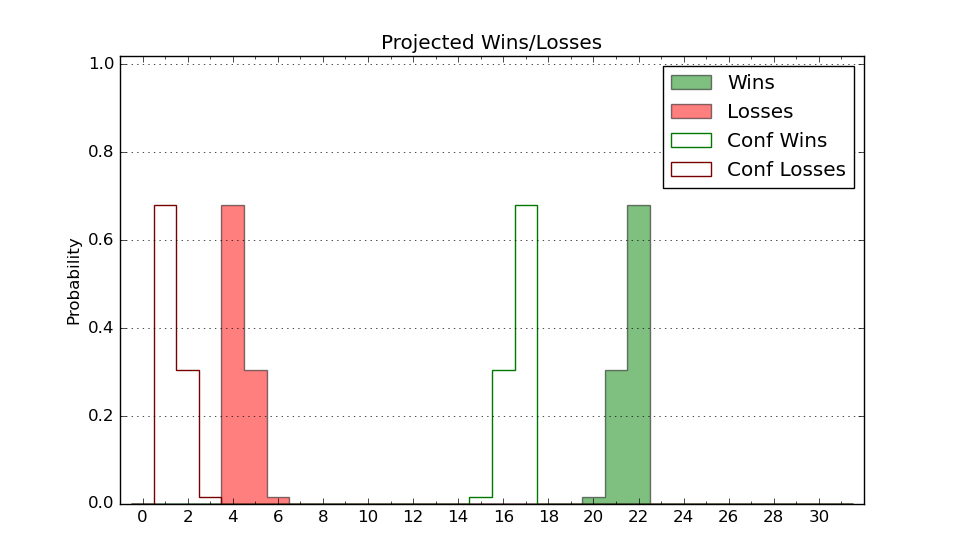 Projected Wins/Losses
1.0
0.8
0.6
0.4
0.2
0.0
Probability
Wins
Losses
Conf Wins
Conf Losses
0 2 4 6 8 10 12 14 16 18 20 22 24 26 28 30